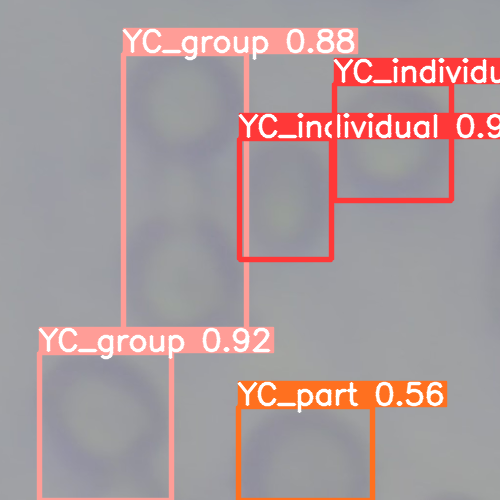 YC_group 0.88
YC_individu
YC_individual 0.9
YC_group 0.92
YC_part 0.56